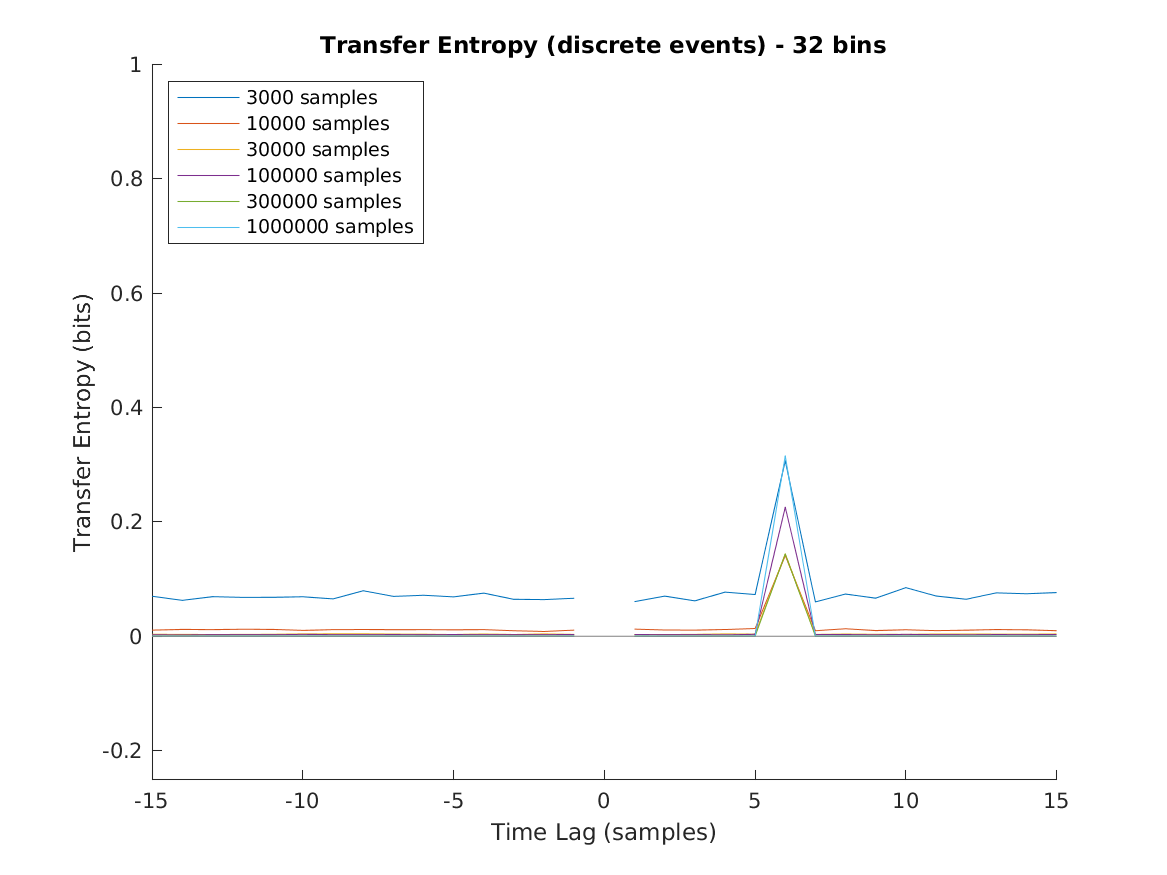 Transfer Entropy (discrete events) - 32 bins
1
0.8
0.6
0.4
0.2
0
-0.2
Transfer Entropy (bits)
3000 samples
10000 samples
30000 samples
100000 samples
300000 samples
1000000 samples
-15 -10 -5 0 5 10 15
Time Lag (samples)